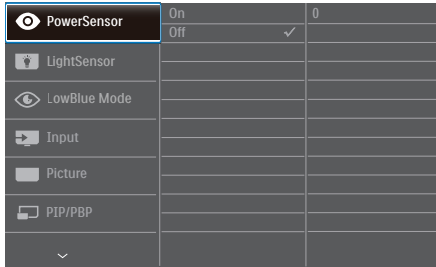 PowerSensor
On
0
Off
LightSensor
LowBlue Mode
Input
Picture
PIP/PBP